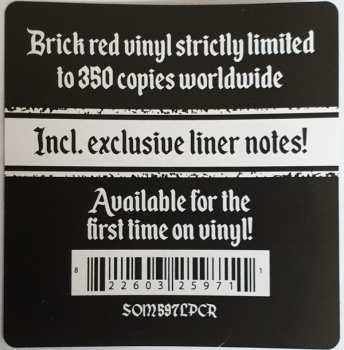 Brick red vinyl strictly limited
to 350 copies worldwide
Incl. exclusive liner notes!
Available for the
first time on vinyl!
8 22603 25971 1
SOM597LPCR